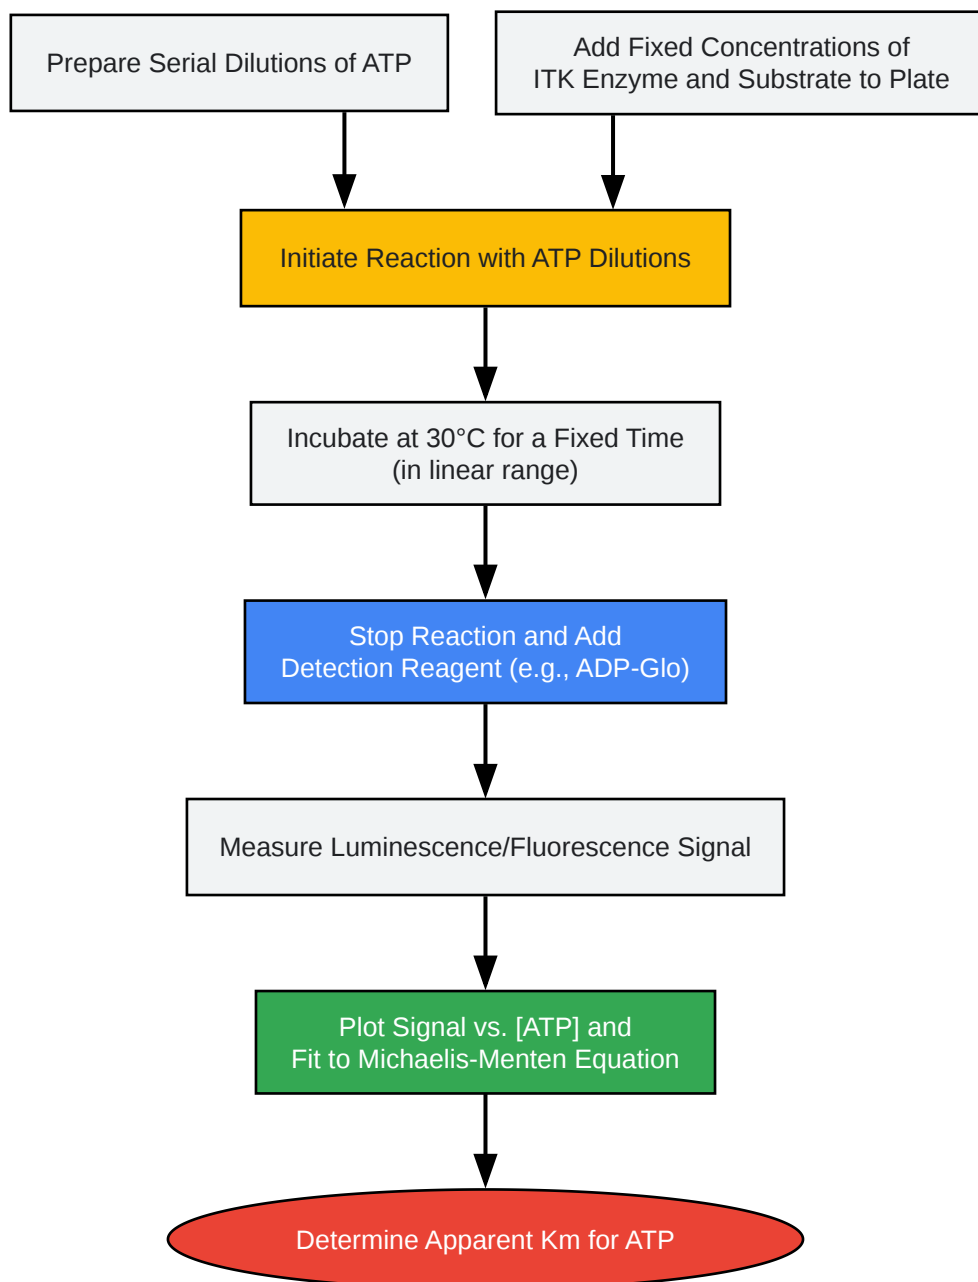 Prepare Serial Dilutions of ATP
Add Fixed Concentrations of
ITK Enzyme and Substrate to Plate
Initiate Reaction with ATP Dilutions
Incubate at 30°C for a Fixed Time
(in linear range)
Stop Reaction and Add
Detection Reagent (e.g., ADP-Glo)
Measure Luminescence/Fluorescence Signal
Plot Signal vs. [ATP] and
Fit to Michaelis-Menten Equation
Determine Apparent Km for ATP